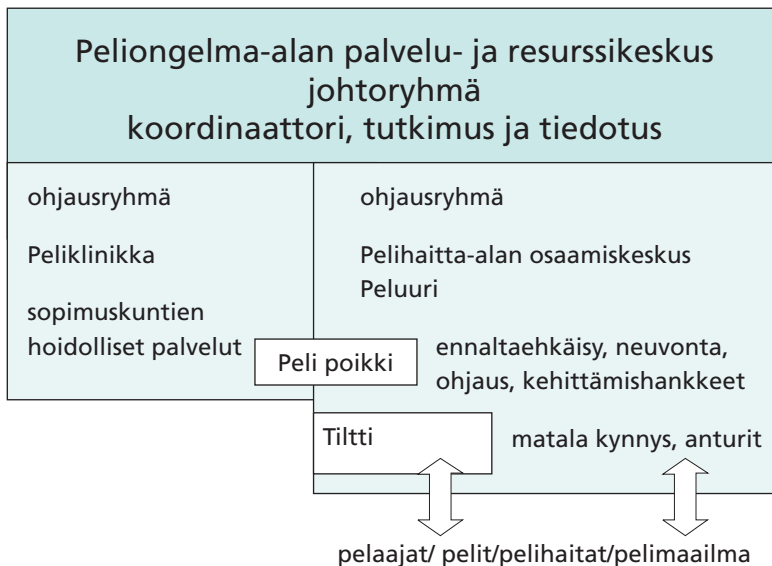 Peliongelma-alan palvelu- ja resurssikeskus
johtoryhmä
koordinaattori, tutkimus ja tiedotus
ohjausryhmä
Peliklinikka
sopimuskuntien
hoidolliset palvelut
ohjausryhmä
Pelihaitta-alan osaamiskeskus
Peluuri
Peli poikki
ennaltaehkäisy, neuvonta,
ohjaus, kehittämishankkeet
Tiltti
matala kynnys, anturit
pelaajat/ pelit/pelihaitat/pelimaailma